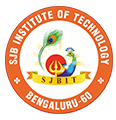 SJB INSTITUTE OF TECHNOLOGY
SJBIT
BENGALURU-60